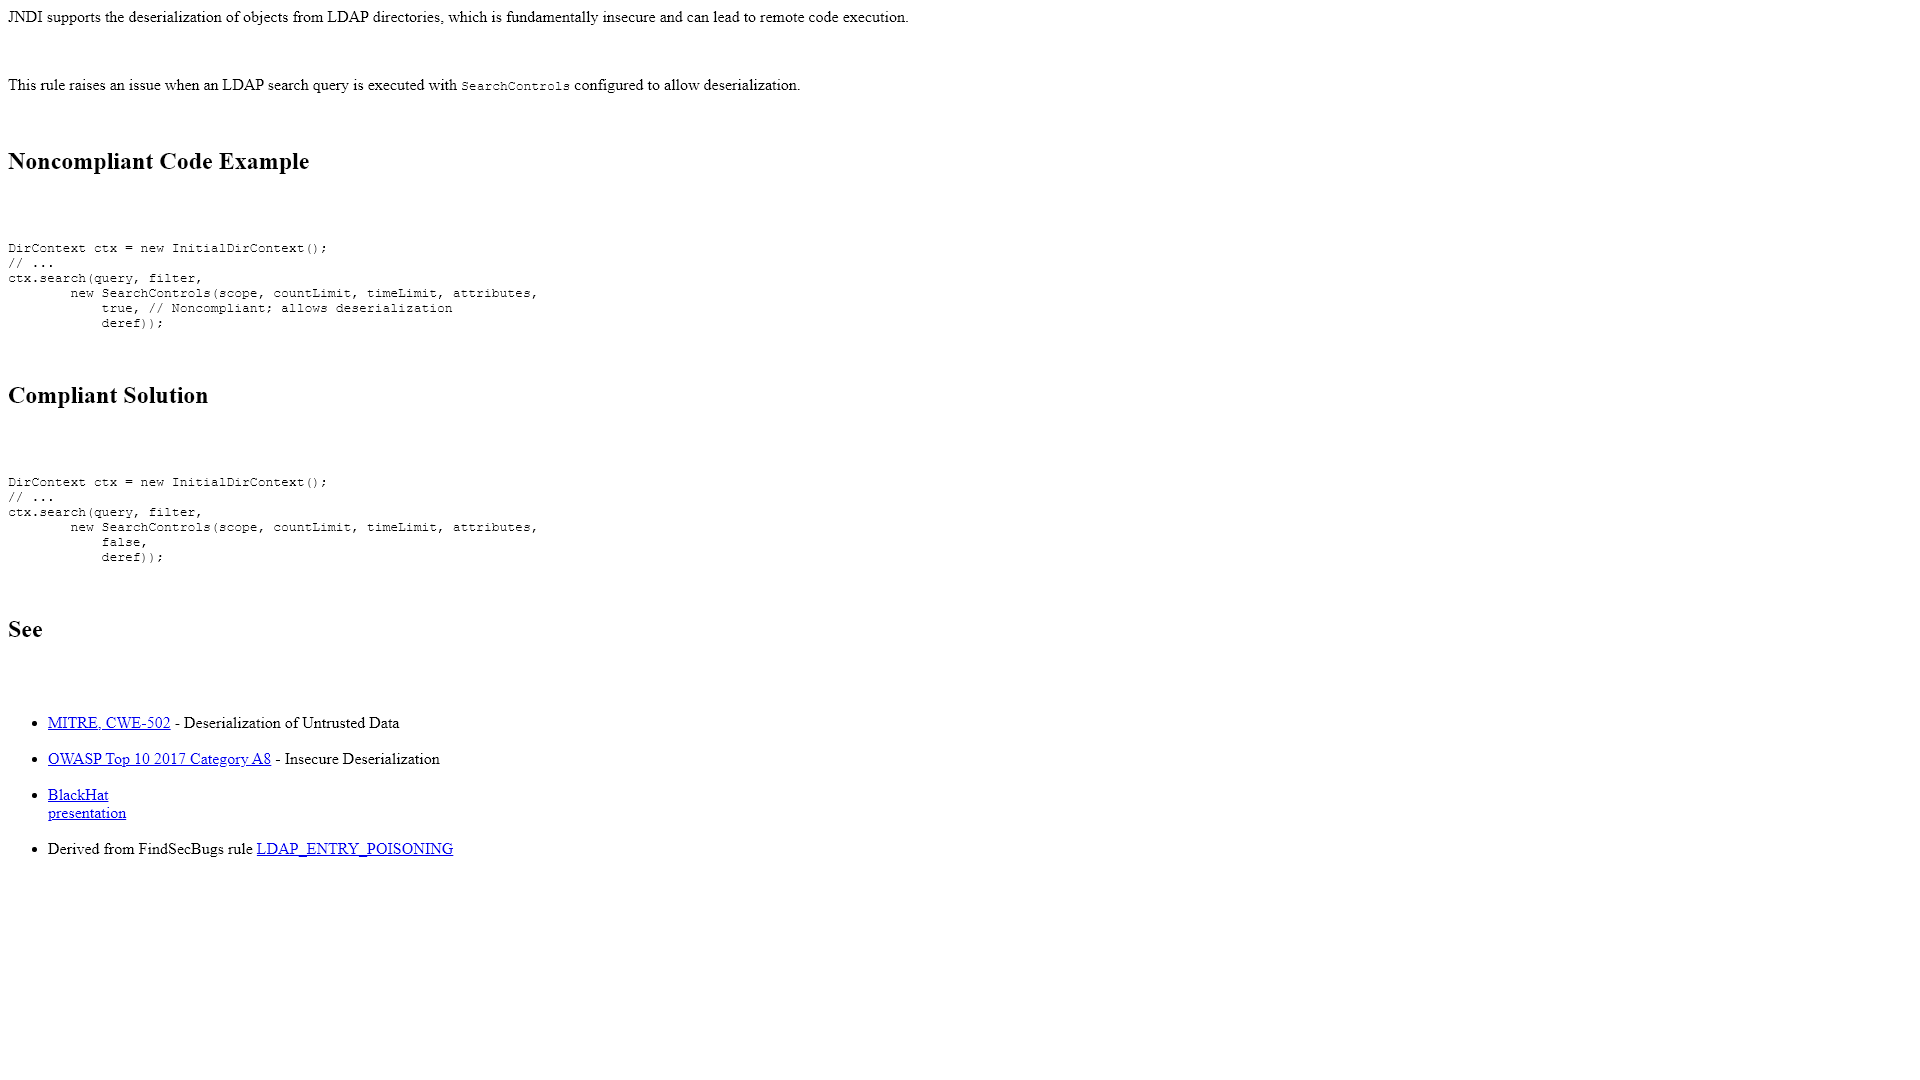 JNDI supports the deserialization of objects from LDAP directories, which is fundamentally insecure and can lead to remote code execution.
This rule raises an issue when an LDAP search query is executed with SearchControls configured to allow deserialization.
Noncompliant Code Example
DirContext ctx = new InitialDirContext();
// ...
ctx.search(query, filter,
        new SearchControls(scope, countLimit, timeLimit, attributes,
            true, // Noncompliant; allows deserialization
            deref));
Compliant Solution
DirContext ctx = new InitialDirContext();
// ...
ctx.search(query, filter,
        new SearchControls(scope, countLimit, timeLimit, attributes,
            false,
            deref));
See
• MITRE, CWE-502 - Deserialization of Untrusted Data
• OWASP Top 10 2017 Category A8 - Insecure Deserialization
• BlackHat
presentation
• Derived from FindSecBugs rule LDAP_ENTRY_POISONING